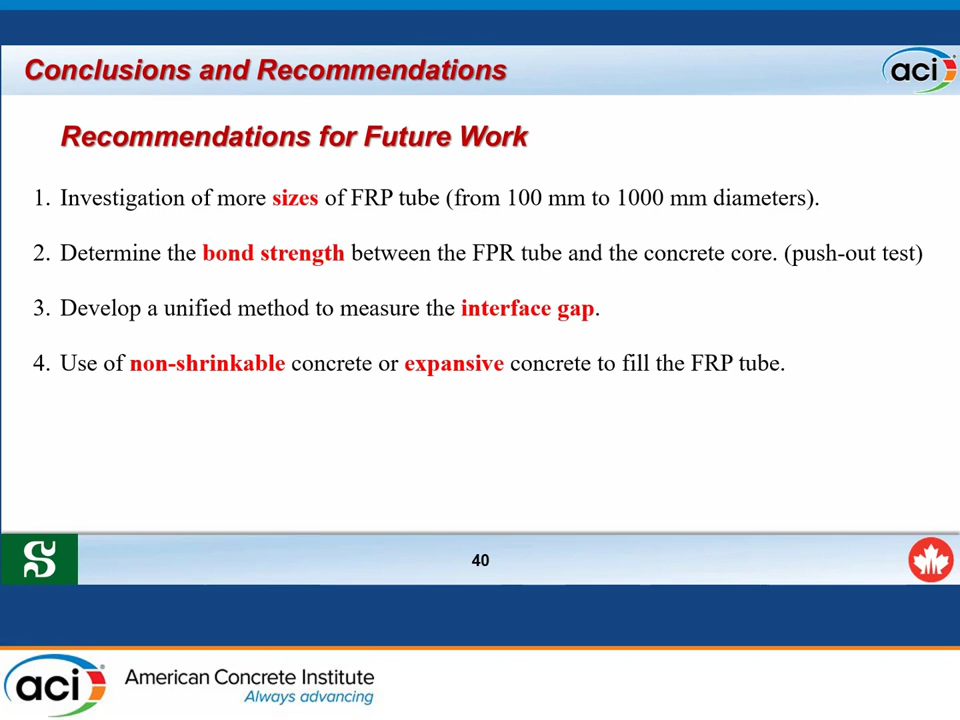 Conclusions and Recommendations
aci
Recommendations for Future Work
1. Investigation of more sizes of FRP tube (from 100 mm to 1000 mm diameters).
2. Determine the bond strength between the FPR tube and the concrete core. (push-out test)
3. Develop a unified method to measure the interface gap.
4. Use of non-shrinkable concrete or expansive concrete to fill the FRP tube.
40
aci
American Concrete Institute
Always advancing